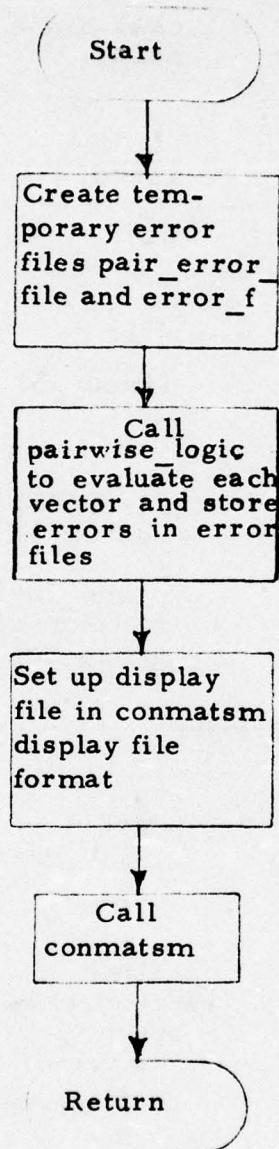 Start
Create tem-
porary error
files pair_error_
file and error_f
Call
pairwise_logic
to evaluate each
vector and store
errors in error
files
Set up display
file in conmatsm
display file
format
Call
conmatsm
Return